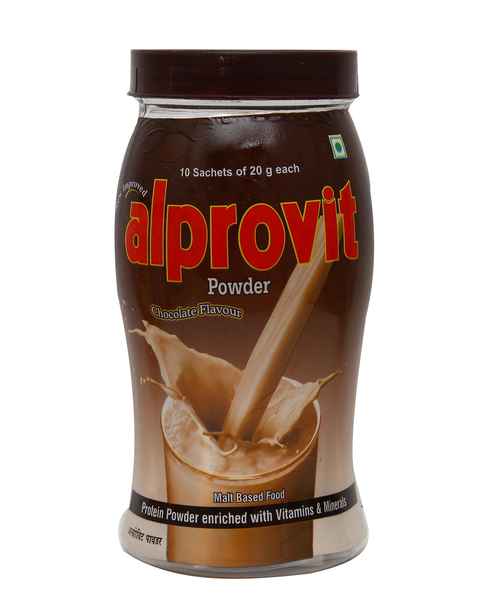 10 Sachets of 20 g each
Improved
alprovit
Powder
Chocolate Flavour
Malt Based Food
Protein Powder enriched with Vitamins & Minerals
पावडर